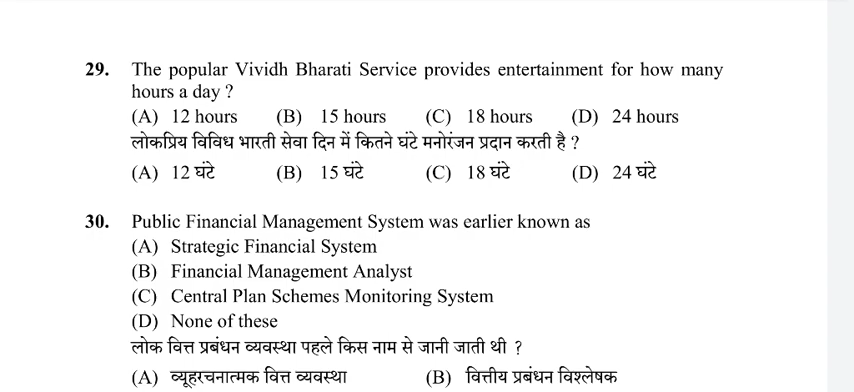 29. The popular Vividh Bharati Service provides entertainment for how many
hours a day ?
(A) 12 hours (B) 15 hours (C) 18 hours (D) 24 hours
लोकप्रिय विविध भारती सेवा दिन में कितने घंटे मनोरंजन प्रदान करती है ?
(A) 12 घंटे (B) 15 घंटे (C) 18 घंटे (D) 24 घंटे
30. Public Financial Management System was earlier known as
(A) Strategic Financial System
(B) Financial Management Analyst
(C) Central Plan Schemes Monitoring System
(D) None of these
लोक वित्त प्रबंधन व्यवस्था पहले किस नाम से जानी जाती थी ?
(A) व्यूहरचनात्मक वित्त व्यवस्था (B) वित्तीय प्रबंधन विश्लेषक